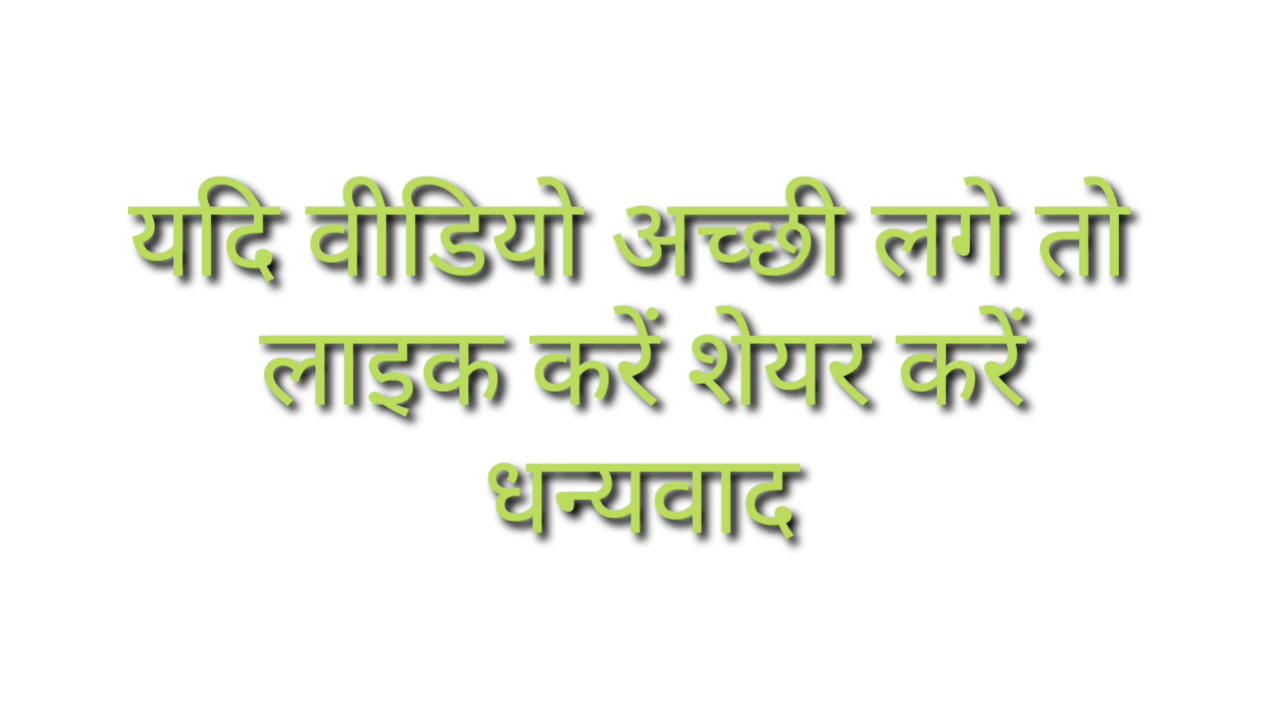 यदि वीडियो अच्छी लगे तो
लाइक करें शेयर करें
धन्यवाद